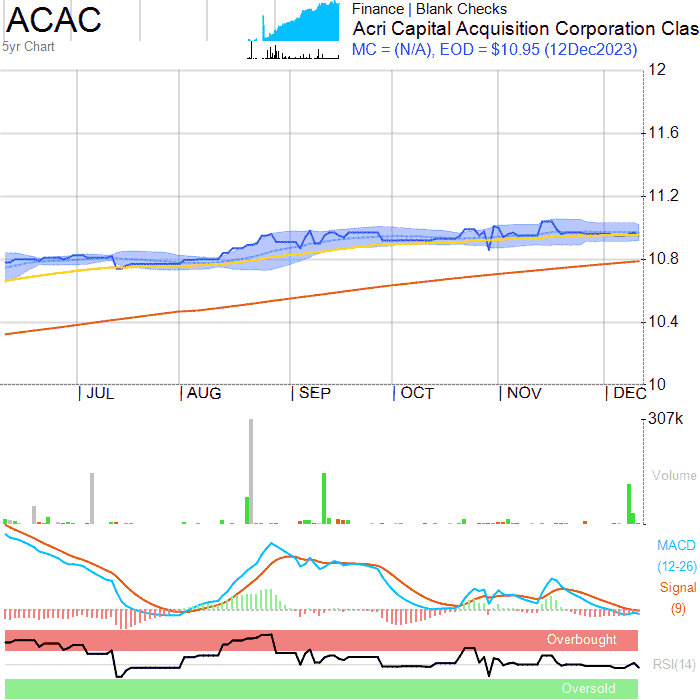 ACAC
5yr Chart
Finance | Blank Checks
Acri Capital Acquisition Corporation Clas
MC = (N/A), EOD = $10.95 (12Dec2023)
12
11.6
11.2
10.8
10.4
10
| JUL | AUG | SEP | OCT | NOV | DEC
307k
Volume
MACD
(12-26)
Signal
(9)
Overbought
RSI(14)
Oversold